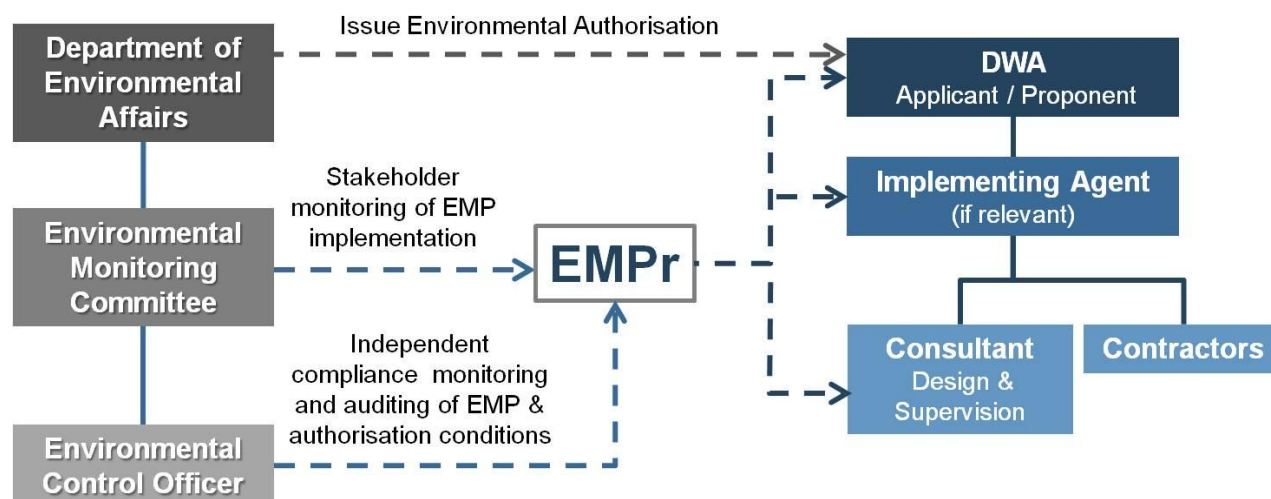 Issue Environmental Authorisation
Department of
Environmental
Affairs
DWA
Applicant / Proponent
Stakeholder
monitoring of EMP
implementation
Implementing Agent
(if relevant)
Environmental
Monitoring
Committee
EMPr
Independent
compliance monitoring
and auditing of EMP &
authorisation conditions
Consultant
Design &
Supervision
Contractors
Environmental
Control Officer